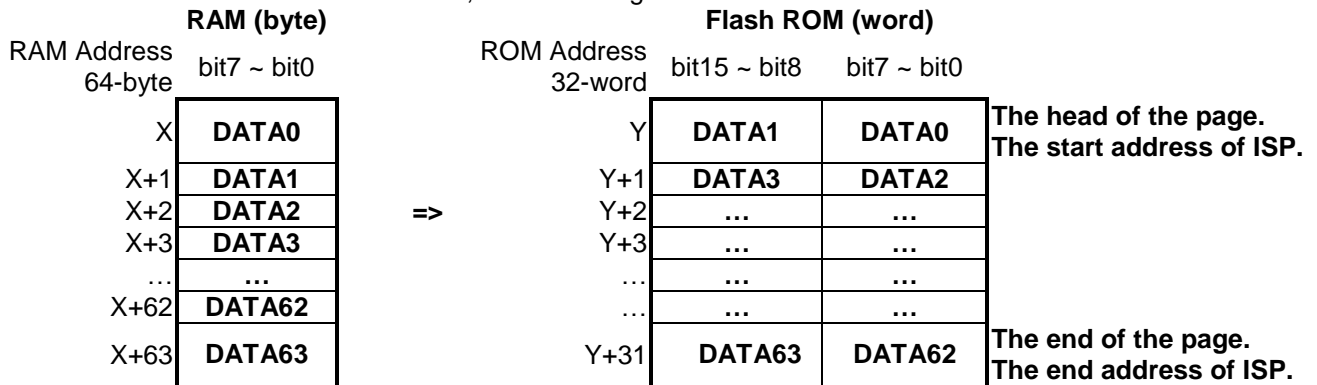 RAM (byte) Flash ROM (word)
RAM Address 64-byte bit7 ~ bit0 ROM Address 32-word bit15 ~ bit8 bit7 ~ bit0
X DATA0 Y DATA1 DATA0 The head of the page. The start address of ISP.
X+1 DATA1 Y+1 DATA3 DATA2
X+2 DATA2 => Y+2 … …
X+3 DATA3 Y+3 … …
… … … … …
X+62 DATA62 … … …
X+63 DATA63 Y+31 DATA63 DATA62 The end of the page. The end address of ISP.